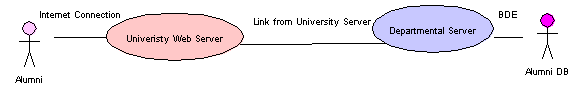 Internet Connection
Link from University Server
BDE
Univeristy Web Server
Departmental Server
Alumni
Alumni DB